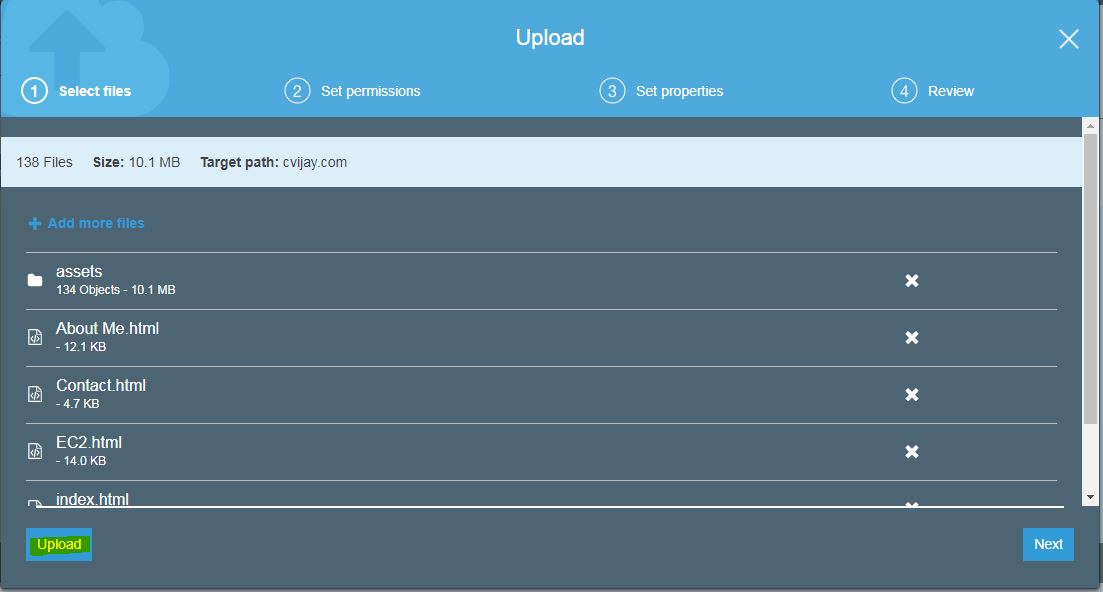 Upload
1 Select files
2 Set permissions
3 Set properties
4 Review
138 Files Size: 10.1 MB Target path: cvijay.com
Add more files
assets
134 Objects - 10.1 MB
About Me.html
- 12.1 KB
Contact.html
- 4.7 KB
EC2.html
- 14.0 KB
index.html
Upload
Next